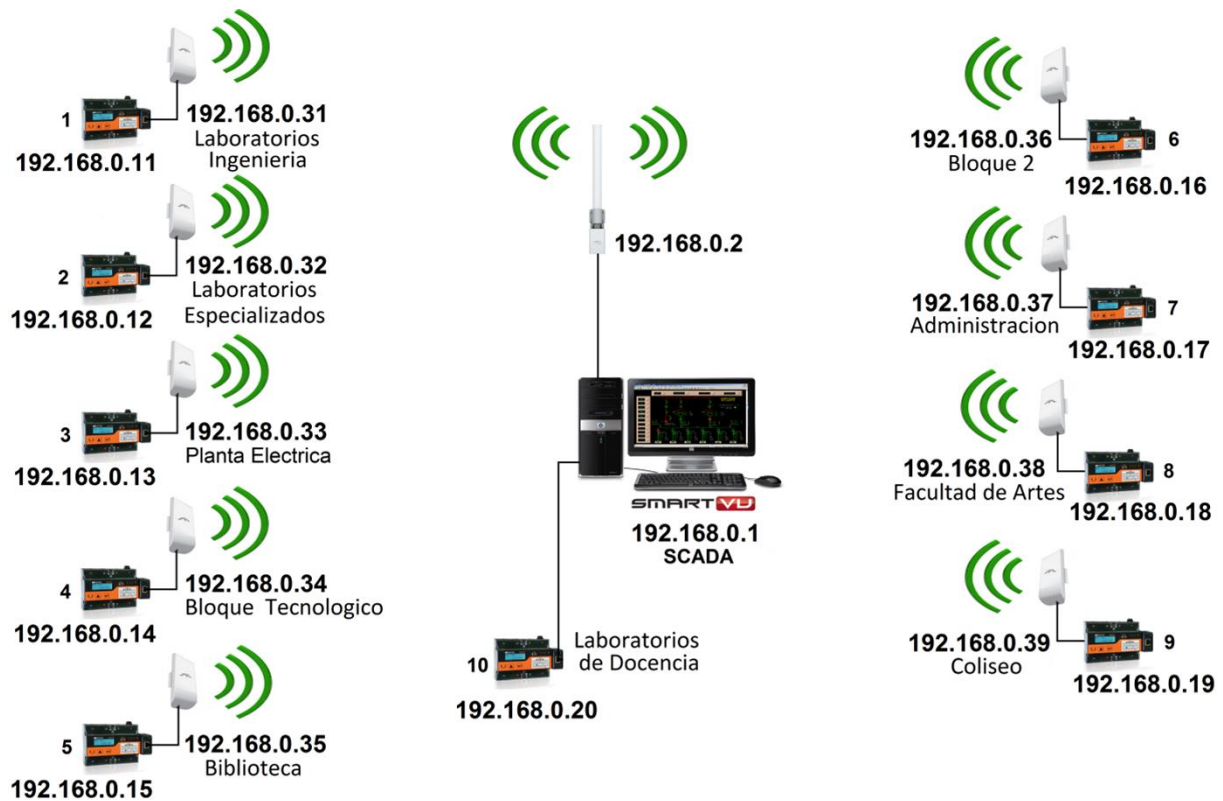 1
192.168.0.11
192.168.0.31
Laboratorios
Ingenieria
2
192.168.0.12
192.168.0.32
Laboratorios
Especializados
3
192.168.0.13
192.168.0.33
Planta Electrica
4
192.168.0.14
192.168.0.34
Bloque Tecnologico
5
192.168.0.15
192.168.0.35
Biblioteca
192.168.0.2
SMART VU
192.168.0.1
SCADA
10
Laboratorios
de Docencia
192.168.0.20
192.168.0.36
Bloque 2
6
192.168.0.16
192.168.0.37
Administracion
7
192.168.0.17
192.168.0.38
Facultad de Artes
8
192.168.0.18
192.168.0.39
Coliseo
9
192.168.0.19